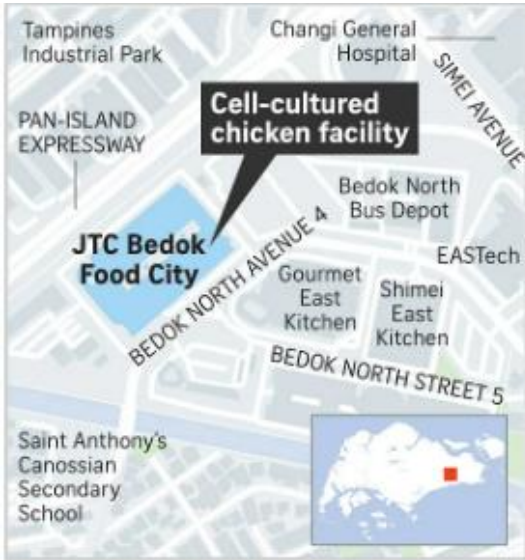 Tampines
Industrial Park
Changi General
Hospital
SIMEI AVENUE
Cell-cultured
chicken facility
PAN-ISLAND
EXPRESSWAY
Bedok North
Bus Depot
JTC Bedok
Food City
BEDOK NORTH AVENUE 4
EASTech
Gourmet
East
Kitchen
Shimei
East
Kitchen
BEDOK NORTH STREET 5
Saint Anthony's
Canossian
Secondary
School